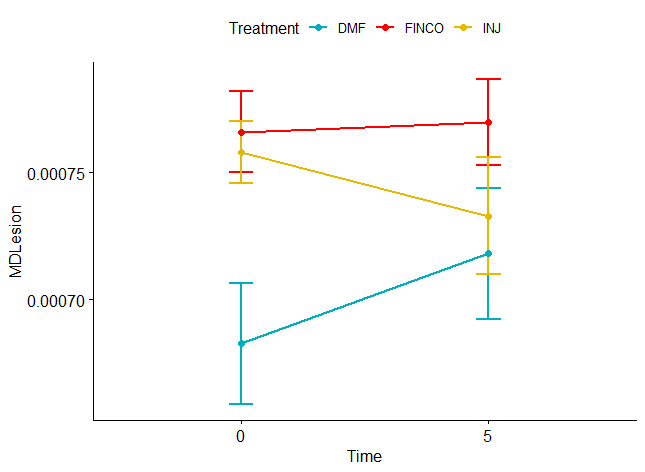 Treatment DMF FINCO INJ
MDLesion
0.00075
0.00070
0 5
Time